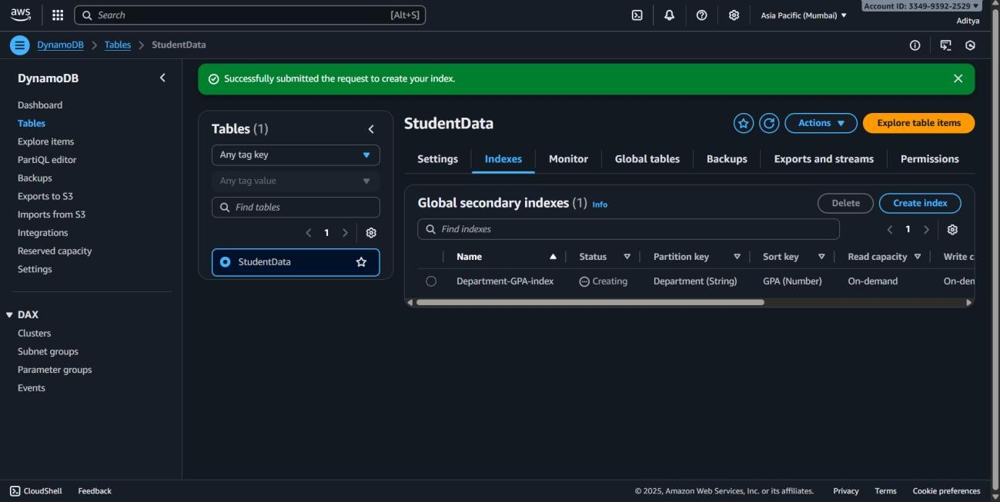 aws
Search [Alt+S]
Asia Pacific (Mumbai) ▼
Account ID: 3349-9392-2529 ▼
Aditya
DynamoDB > Tables > StudentData
DynamoDB
Dashboard
Tables
Explore items
PartiQL editor
Backups
Exports to S3
Imports from S3
Integrations
Reserved capacity
Settings
DAX
Clusters
Subnet groups
Parameter groups
Events
Successfully submitted the request to create your index.
Tables (1)
Any tag key
Any tag value
Find tables
1
StudentData
StudentData
Actions
Explore table items
Settings Indexes Monitor Global tables Backups Exports and streams Permissions
Global secondary indexes (1) Info
Delete
Create index
Find indexes
1
Name Status Partition key Sort key Read capacity Write c
Department-GPA-index Creating Department (String) GPA (Number) On-demand On-den
CloudShell Feedback
© 2025, Amazon Web Services, Inc. or its affiliates. Privacy Terms Cookie preferences